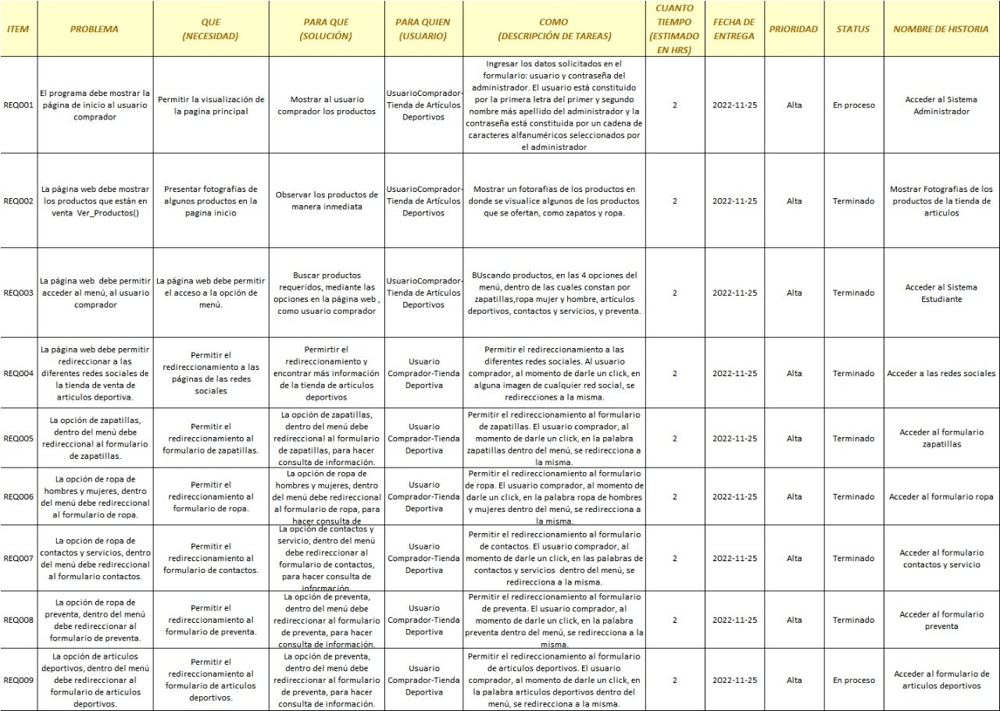 ITEM
PROBLEMA
QUE
(NECESIDAD)
PARA QUE
(SOLUCIÓN)
PARA QUIEN
(USUARIO)
COMO
(DESCRIPCIÓN DE TAREAS)
CUANTO
TIEMPO
(ESTIMADO
EN HRS)
FECHA DE
ENTREGA
PRIORIDAD
STATUS
NOMBRE DE HISTORIA
REQ001
El programa debe mostrar la
página de inicio al usuario
comprador
Permitir la visualización de
la pagina principal
Mostrar al usuario
comprador los productos
UsuarioComprador-
Tienda de Artículos
Deportivos
Ingresar los datos solicitados en el
formulario: usuario y contraseña del
administrador. El usuario está constituido
por la primera letra del primer y segundo
nombre más apellido del administrador y la
contraseña está constituida por un cadena de
caracteres alfanuméricos seleccionados por
el administrador
2
2022-11-25
Alta
En proceso
Acceder al Sistema
Administrador
REQ002
La página web debe mostrar
los productos que están en
venta Ver_Productos()
Presentar fotografias de
algunos productos en la
pagina inicio
Observar los productos de
manera inmediata
UsuarioComprador-
Tienda de Artículos
Deportivos
Mostrar un fotorafias de los productos en
donde se visualice algunos de los productos
que se ofertan, como zapatos y ropa.
2
2022-11-25
Alta
Terminado
Mostrar Fotografias de los
productos de la tienda de
articulos
REQ003
La página web debe permitir
acceder al menú, al usuario
comprador
La página web debe permitir
el acceso a la opción de
menú.
Buscar productos
requeridos, mediante las
opciones en la página web ,
como usuario comprador
UsuarioComprador-
Tienda de Artículos
Deportivos
BUscando productos, en las 4 opciones del
menú, dentro de las cuales constan por
zapatillas,ropa mujer y hombre, artículos
deportivos, contactos y servicios, y preventa.
2
2022-11-25
Alta
Terminado
Acceder al Sistema
Estudiante
REQ004
La página web debe permitir
redireccionar a las
diferentes redes sociales de
la tienda de venta de
articulos deportiva.
Permitir el
redireccionamiento a las
páginas de las redes
sociales
Permirtir el
redireccionamiento y
encontrar más información
de la tienda de articulos
deportivos
Usuario
Comprador-Tienda
Deportiva
Permitir el redireccionamiento a las
diferentes redes sociales. Al usuario
comprador, al momento de darle un click, en
alguna imagen de cualquier red social, se
redirecciones a la misma.
2
2022-11-25
Alta
Terminado
Acceder a las redes sociales
REQ005
La opción de zapatillas,
dentro del menú debe
redireccional al formulario
de zapatillas.
Permitir el
redireccionamiento al
formulario de zapatillas.
La opción de zapatillas,
dentro del menú debe
redireccional al formulario
de zapatillas, para hacer
consulta de información.
Usuario
Comprador-Tienda
Deportiva
Permitir el redireccionamiento al formulario
de zapatillas. El usuario comprador, al
momento de darle un click, en la palabra
zapatillas dentro del menú, se redirecciona a
la misma.
2
2022-11-25
Alta
Terminado
Acceder al formulario
zapatillas
REQ006
La opción de ropa de
hombres y mujeres, dentro
del menú debe redireccional
al formulario de ropa.
Permitir el
redireccionamiento al
formulario de ropa.
La opción de ropa de
hombres y mujeres, dentro
del menú debe redireccional
al formulario de ropa, para
hacer consulta de
Usuario
Comprador-Tienda
Deportiva
Permitir el redireccionamiento al formulario
de ropa. El usuario comprador, al momento de
darle un click, en la palabra ropa de hombres
y mujeres dentro del menú, se redirecciona a
la misma.
2
2022-11-25
Alta
Terminado
Acceder al formulario ropa
REQ007
La opción de ropa de
contactos y servicios, dentro
del menú debe redireccional
al formulario contactos.
Permitir el
redireccionamiento al
formulario de contactos.
La opción de contactos y
servicio, dentro del menú
debe redireccionar al
formulario de contactos,
para hacer consulta de
información.
Usuario
Comprador-Tienda
Deportiva
Permitir el redireccionamiento al formulario
de contactos. El usuario comprador, al
momento de darle un click, en las palabras de
contactos y servicios dentro del menú, se
redirecciona a la misma.
2
2022-11-25
Alta
Terminado
Acceder al formulario
contactos y servicio
REQ008
La opción de ropa de
preventa, dentro del menú
debe redireccionar al
formulario de preventa.
Permitir el
redireccionamiento al
formulario de preventa.
La opción de preventa,
dentro del menú debe
redireccionar al formulario
de preventa, para hacer
consulta de información.
Usuario
Comprador-Tienda
Deportiva
Permitir el redireccionamiento al formulario
de preventa. El usuario comprador, al
momento de darle un click, en la palabra
preventa dentro del menú, se redirecciona a la
misma.
2
2022-11-25
Alta
Terminado
Acceder al formulario
preventa
REQ009
La opción de articulos
deportivos, dentro del menú
debe redireccionar al
formulario de articulos
deportivos.
Permitir el
redireccionamiento al
formulario de articulos
deportivos.
La opción de preventa,
dentro del menú debe
redireccionar al formulario
de preventa, para hacer
consulta de información.
Usuario
Comprador-Tienda
Deportiva
Permitir el redireccionamiento al formulario
de articulos deportivos. El usuario
comprador, al momento de darle un click, en
la palabra articulos deportivos dentro del
menú, se redirecciona a la misma.
2
2022-11-25
Alta
En proceso
Acceder al formulario de
articulos deportivos